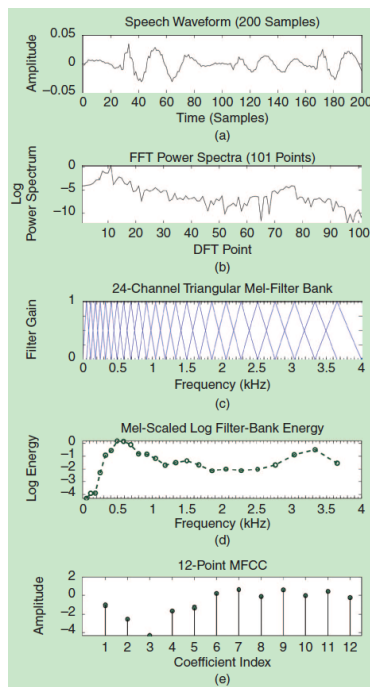 Speech Waveform (200 Samples)
Amplitude
0.05
0
−0.05
0 20 40 60 80 100 120 140 160 180 200
Time (Samples)
(a)
FFT Power Spectra (101 Points)
Log
Power Spectrum
0
−5
−10
10 20 30 40 50 60 70 80 90 100
DFT Point
(b)
24-Channel Triangular Mel-Filter Bank
Filter Gain
1
0
0 0.5 1 1.5 2 2.5 3 3.5 4
Frequency (kHz)
(c)
Mel-Scaled Log Filter-Bank Energy
Log Energy
0
−1
−2
−3
−4
0 0.5 1 1.5 2 2.5 3 3.5 4
Frequency (kHz)
(d)
12-Point MFCC
Amplitude
2
0
−2
−4
1 2 3 4 5 6 7 8 9 10 11 12
Coefficient Index
(e)